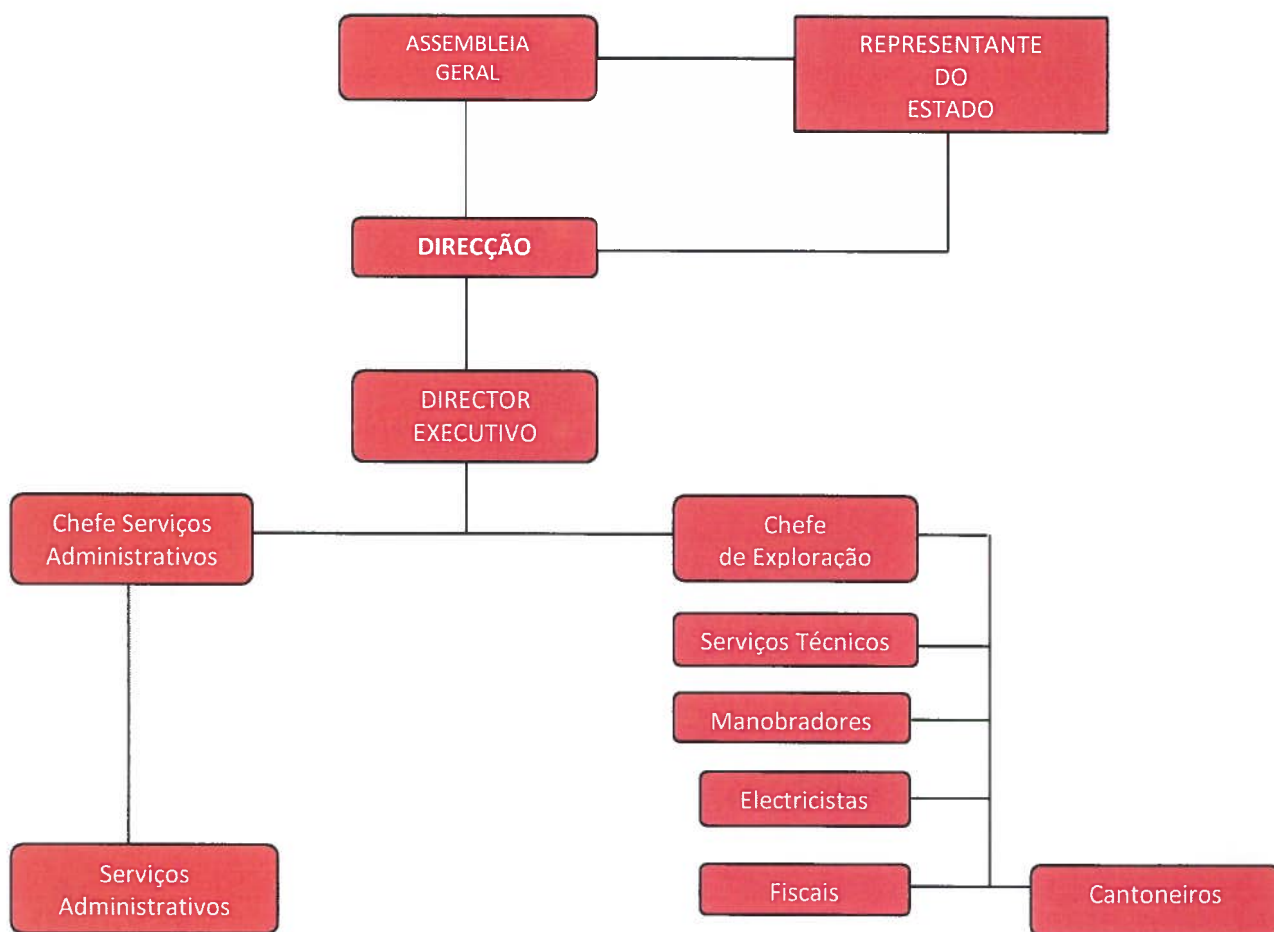 ASSEMBLEIA
GERAL
REPRESENTANTE
DO
ESTADO
DIRECÇÃO
DIRECTOR
EXECUTIVO
Chefe Serviços
Administrativos
Chefe
de Exploração
Serviços Técnicos
Manobradores
Electricistas
Serviços
Administrativos
Fiscais
Cantoneiros